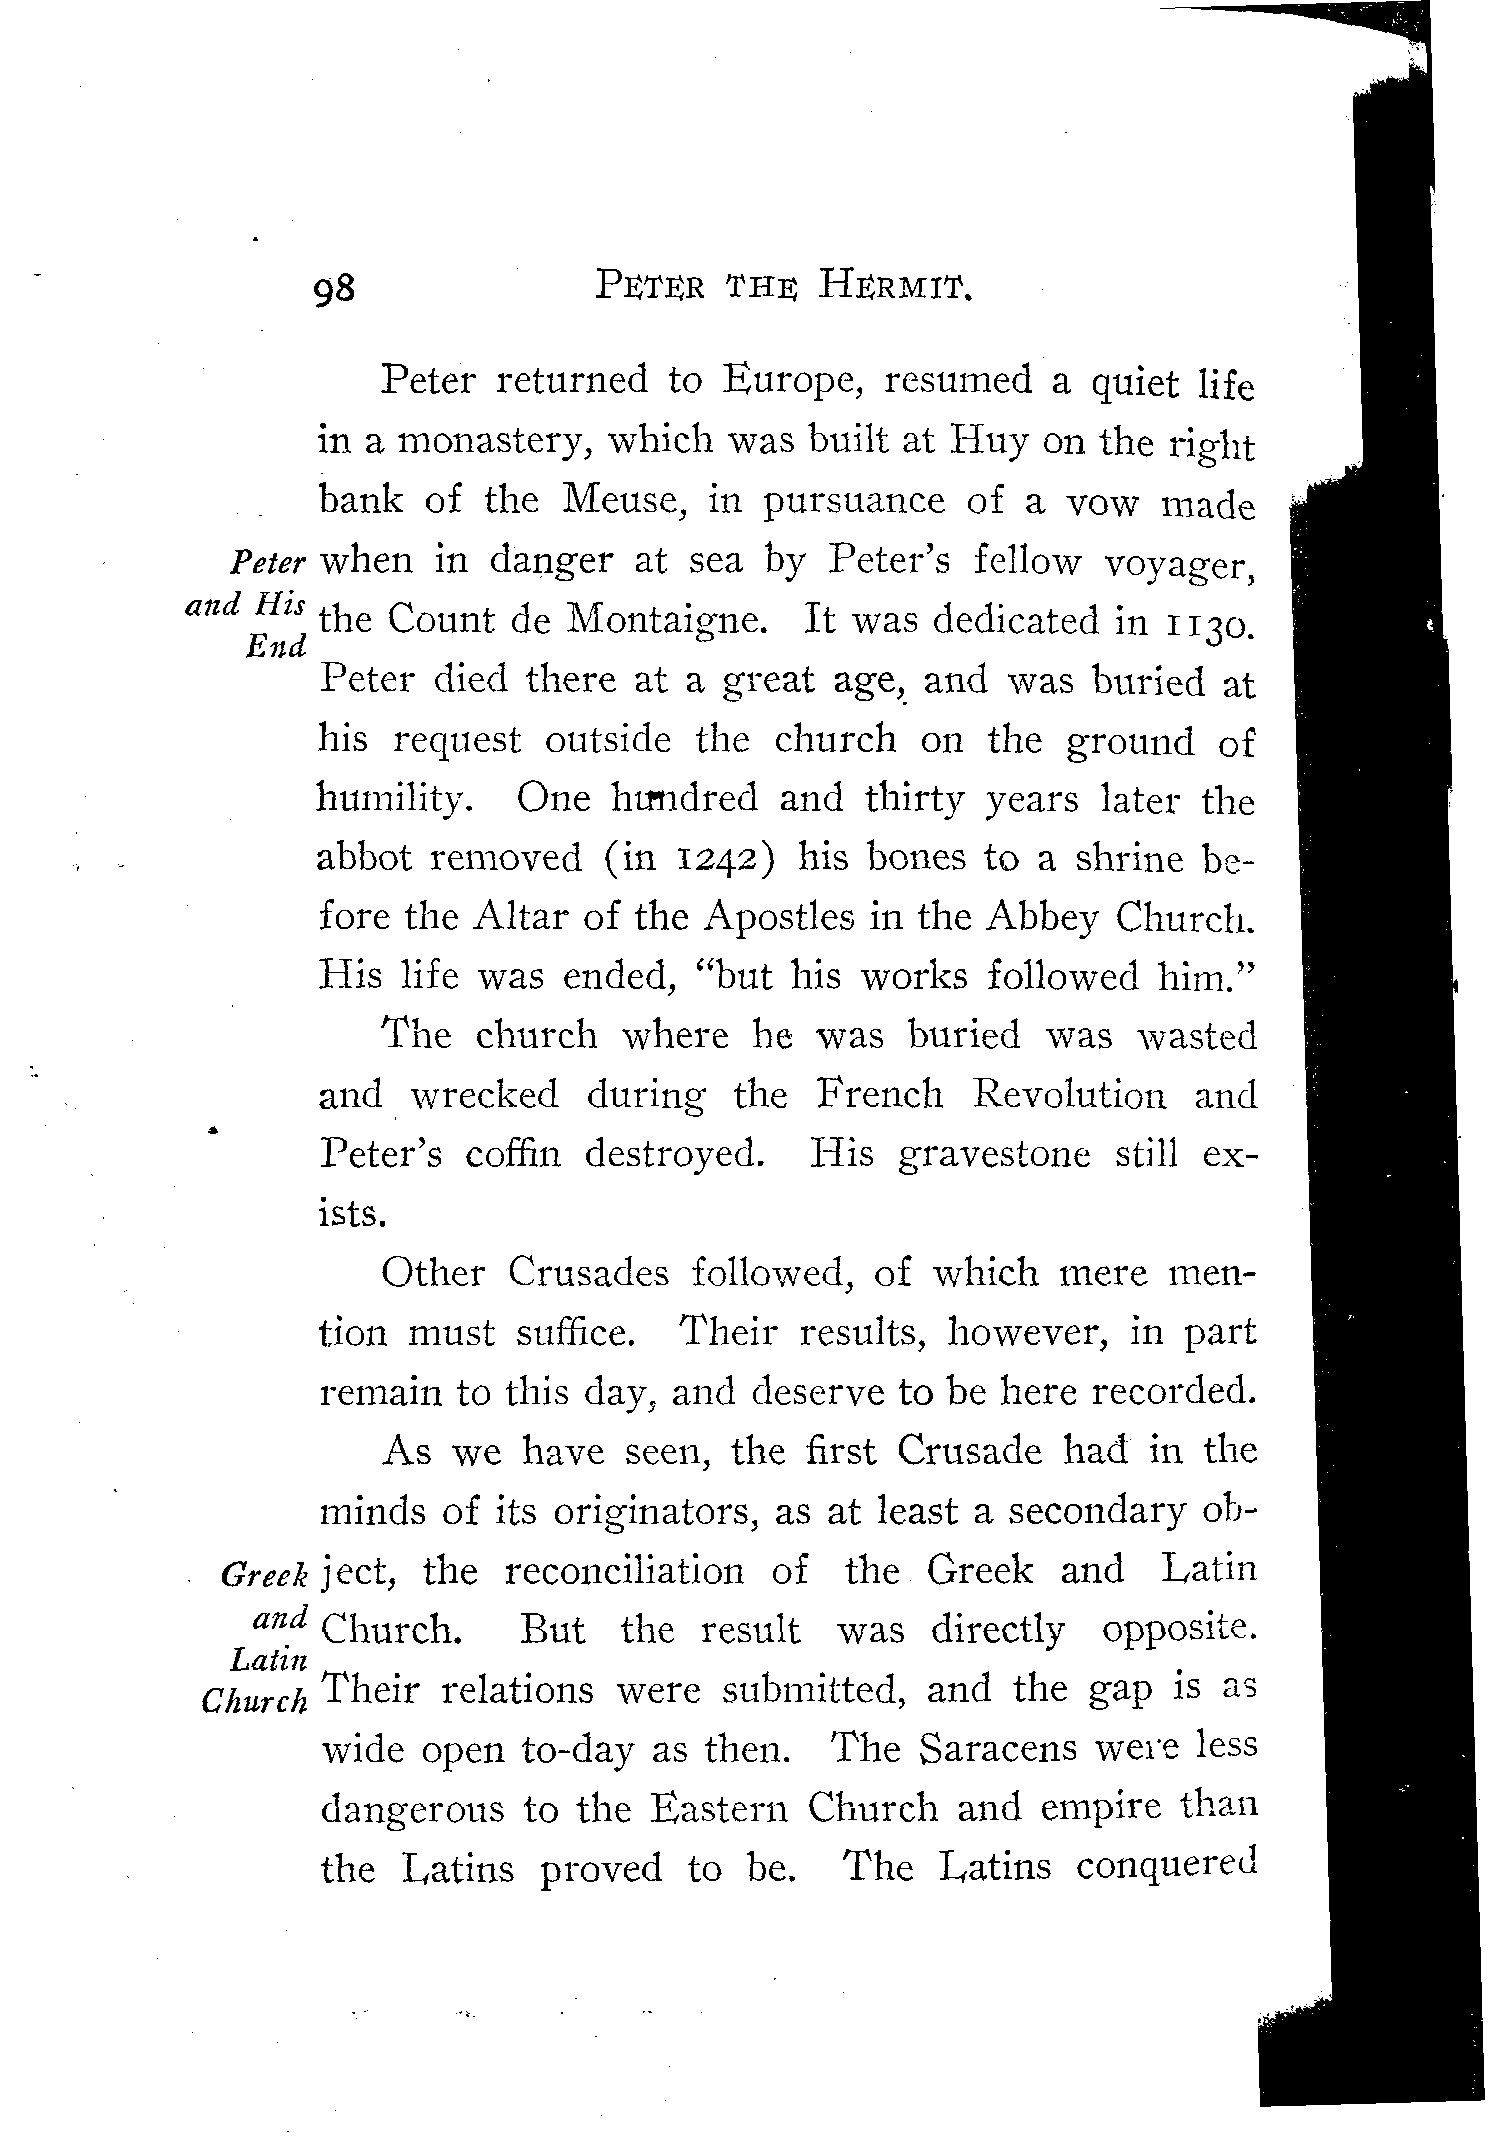 98 PETER THE HERMIT.
Peter returned to Europe, resumed a quiet life
in a monastery, which was built at Huy on the right
bank of the Meuse, in pursuance of a vow made
Peter when in danger at sea by Peter's fellow voyager,
and His the Count de Montaigne. It was dedicated in 1130.
End
Peter died there at a great age, and was buried at
his request outside the church on the ground of
humility. One hundred and thirty years later the
abbot removed (in 1242) his bones to a shrine be-
fore the Altar of the Apostles in the Abbey Church.
His life was ended, "but his works followed him."
The church where he was buried was wasted
and wrecked during the French Revolution and
Peter's coffin destroyed. His gravestone still ex-
ists.
Other Crusades followed, of which mere men-
tion must suffice. Their results, however, in part
remain to this day, and deserve to be here recorded.
As we have seen, the first Crusade had in the
minds of its originators, as at least a secondary ob-
Greek ject, the reconciliation of the Greek and Latin
and Church. But the result was directly opposite.
Latin
Church Their relations were submitted, and the gap is as
wide open to-day as then. The Saracens were less
dangerous to the Eastern Church and empire than
the Latins proved to be. The Latins conquered